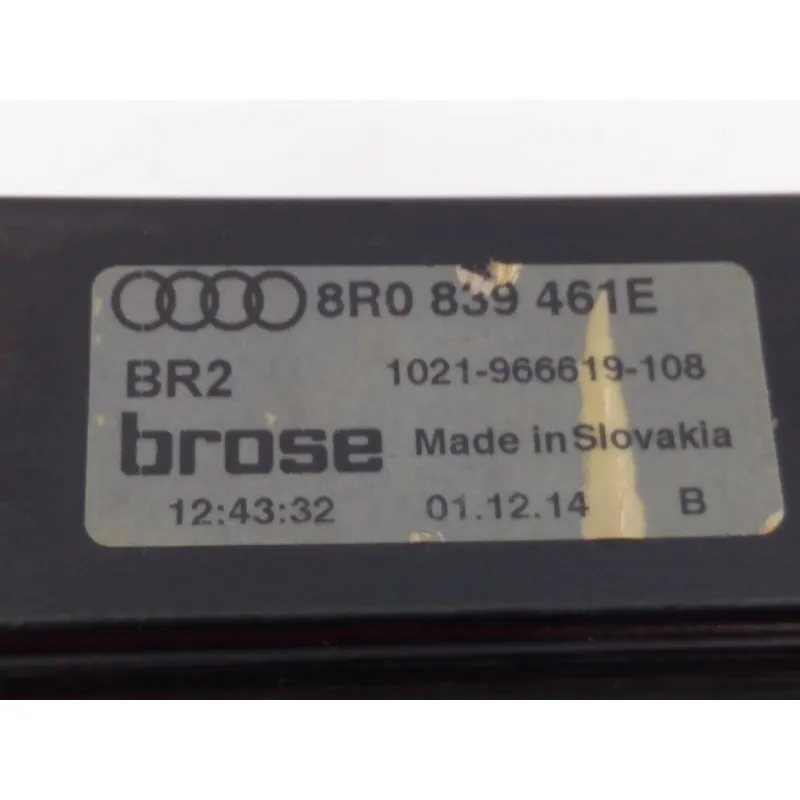 8R0 839 461E
BR2 1021-966619-108
brose Made in Slovakia
12:43:32 01.12.14 B